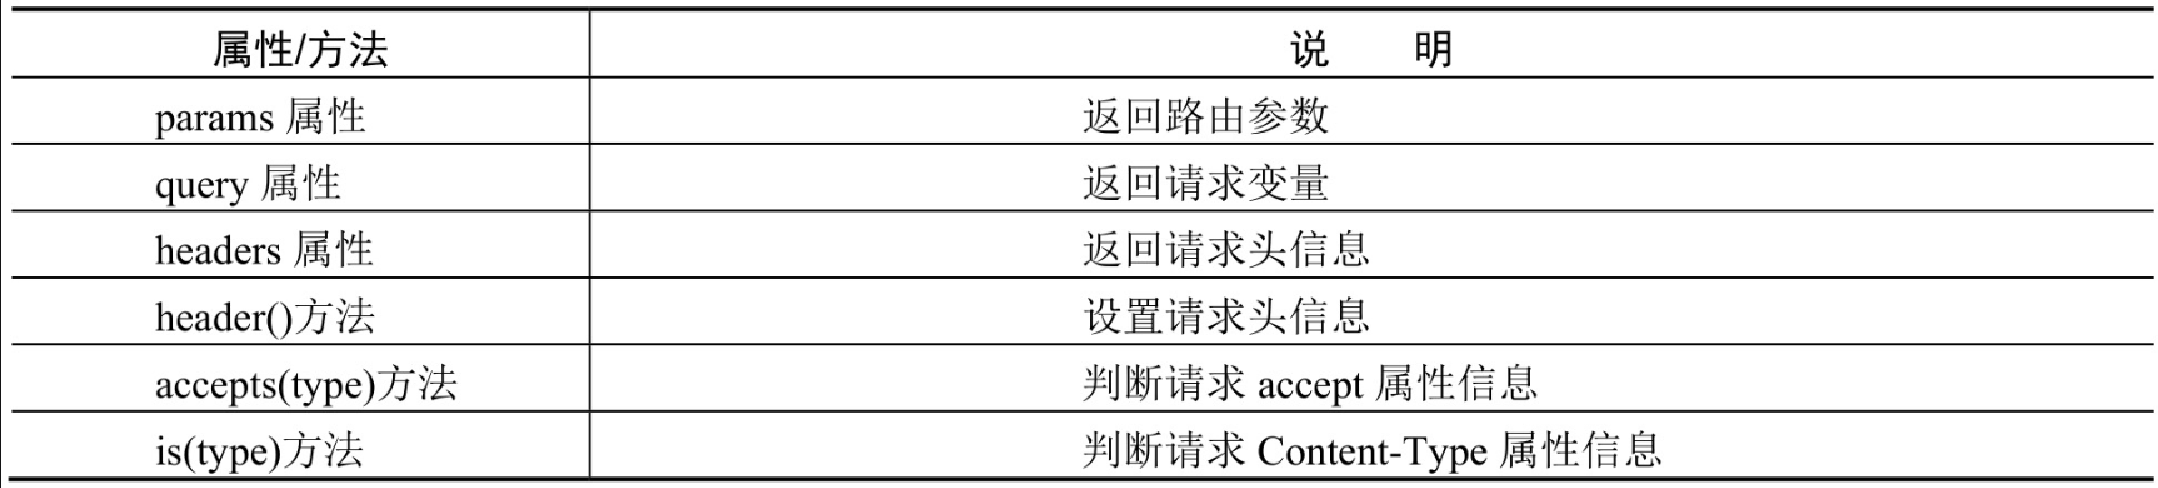 属性/方法 说 明
params 属性 返回路由参数
query 属性 返回请求变量
headers 属性 返回请求头信息
header()方法 设置请求头信息
accepts(type)方法 判断请求 accept 属性信息
is(type)方法 判断请求 Content-Type 属性信息